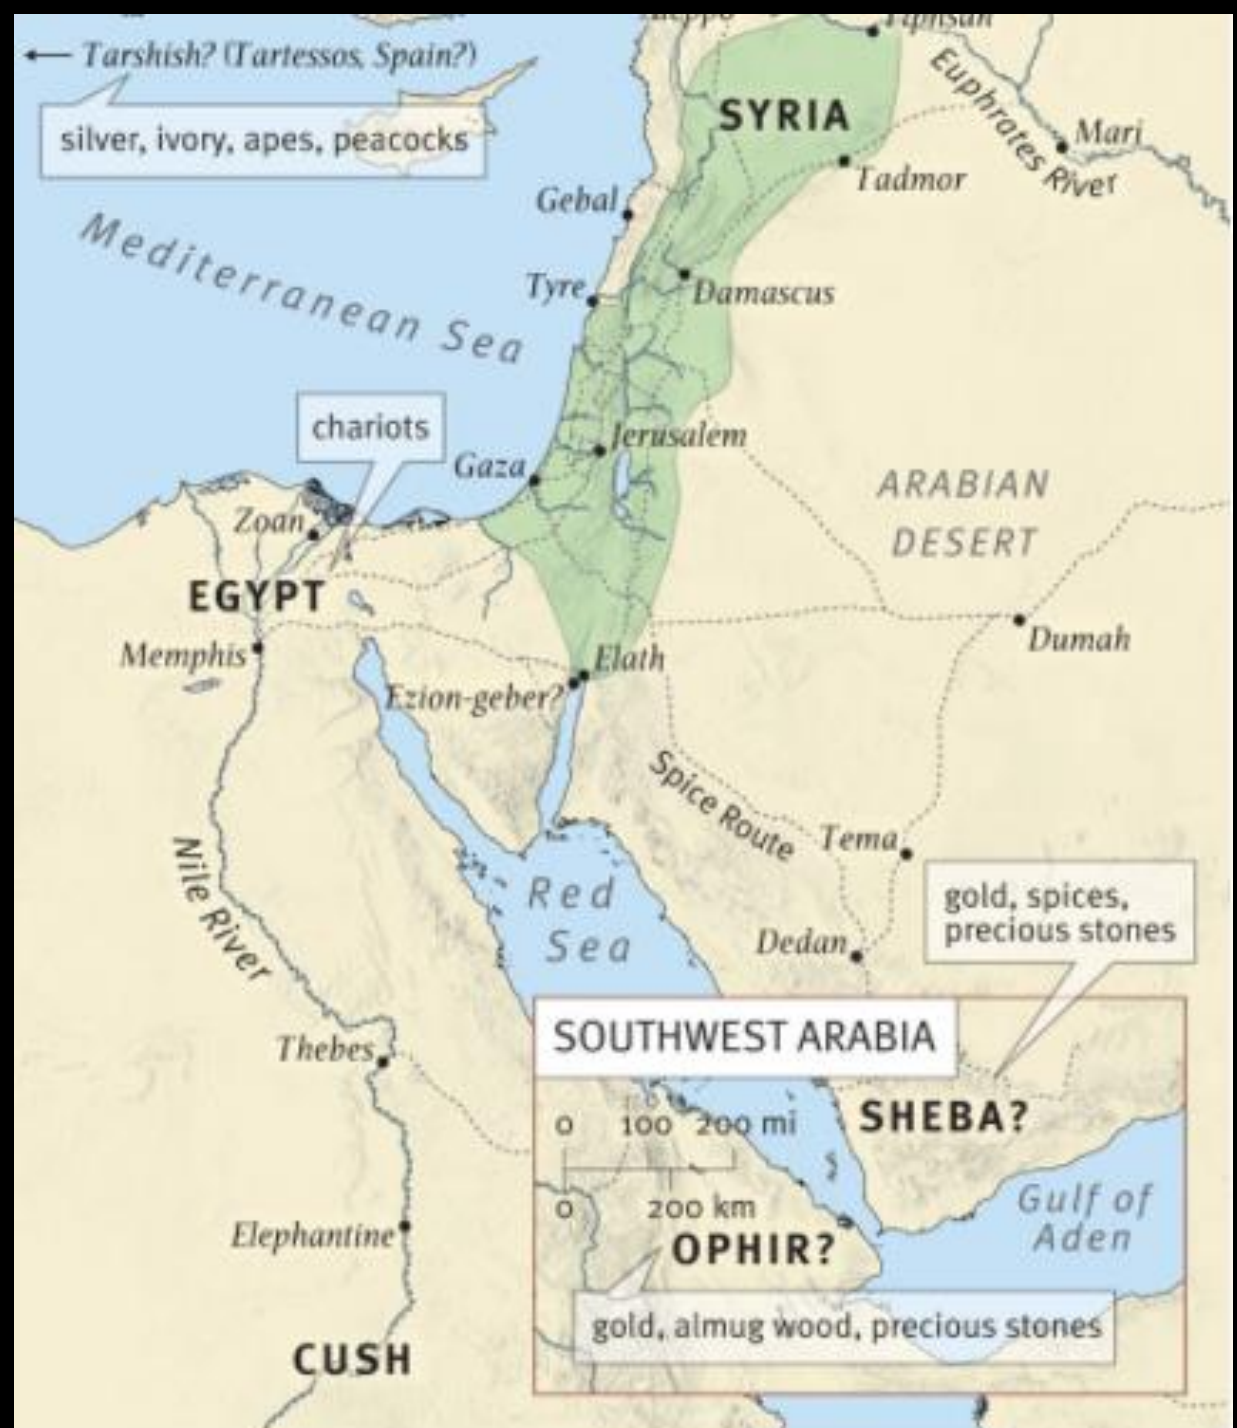 Tiphsah
← Tarshish? (Tartessos, Spain?)
silver, ivory, apes, peacocks
SYRIA
Euphrates River
Mari
Tadmor
Gebal
Mediterranean Sea
Tyre
Damascus
chariots
Jerusalem
Gaza
ARABIAN
DESERT
Zoan
EGYPT
Dumah
Memphis
Elath
Ezion-geber?
Spice Route
Tema
Nile River
Red
Sea
gold, spices,
precious stones
Dedan
SOUTHWEST ARABIA
Thebes
SHEBA?
0 100 200 mi
0 200 km
Gulf of
Aden
Elephantine
OPHIR?
gold, almug wood, precious stones
CUSH